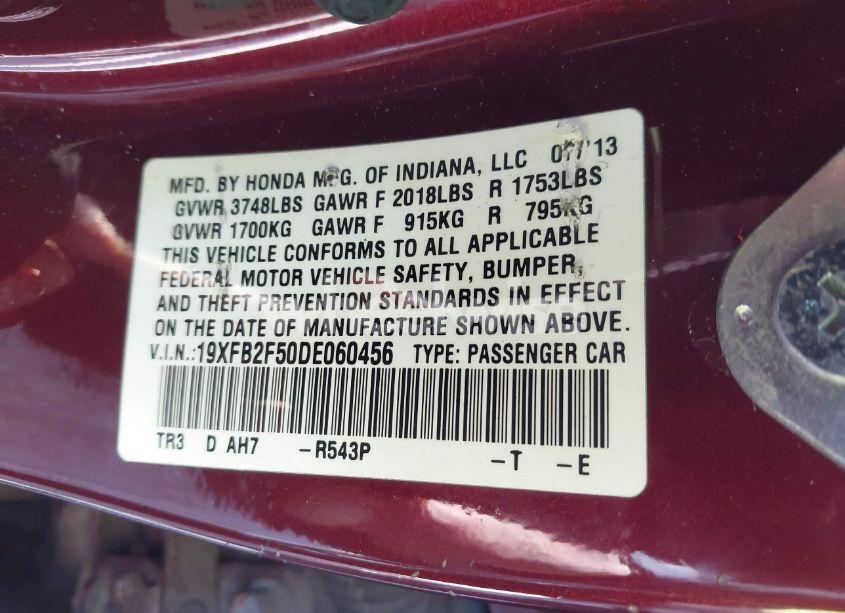 MFD. BY HONDA MFG. OF INDIANA, LLC '13
GVWR 3748LBS GAWR F 2018LBS R 1753LBS
GVWR 1700KG GAWR F 915KG R 795KG
THIS VEHICLE CONFORMS TO ALL APPLICABLE
FEDERAL MOTOR VEHICLE SAFETY, BUMPER,
AND THEFT PREVENTION STANDARDS IN EFFECT
ON THE DATE OF MANUFACTURE SHOWN ABOVE.
V.I.N.:19XFB2F50DE060456 TYPE: PASSENGER CAR
TR3 D AH7 -R543P -T -E